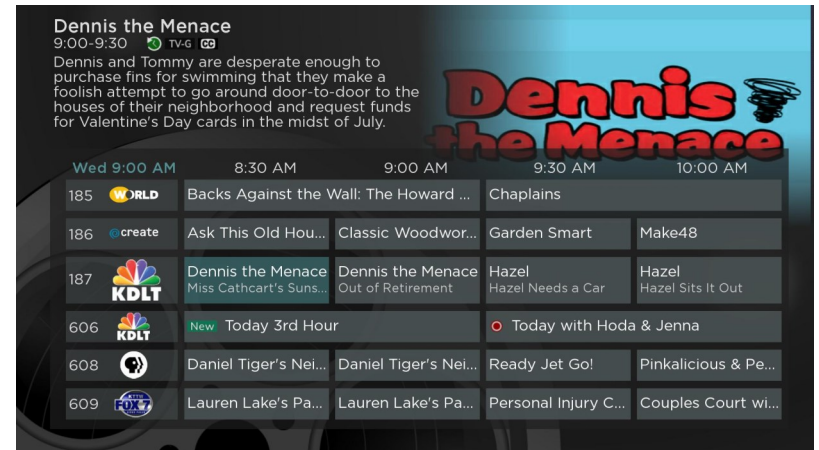 Dennis the Menace
9:00-9:30 TV-G CC
Dennis and Tommy are desperate enough to
purchase fins for swimming that they make a
foolish attempt to go around door-to-door to the
houses of their neighborhood and request funds
for Valentine's Day cards in the midst of July.
Dennis
the Menace
Wed 9:00 AM 8:30 AM 9:00 AM 9:30 AM 10:00 AM
185 WORLD Backs Against the Wall: The Howard ... Chaplains
186 create Ask This Old Hou... Classic Woodwor... Garden Smart Make48
187 KDLT Dennis the Menace Dennis the Menace Hazel Hazel
Miss Cathcart's Suns... Out of Retirement Hazel Needs a Car Hazel Sits It Out
606 KDLT New Today 3rd Hour Today with Hoda & Jenna
608 Daniel Tiger's Nei... Daniel Tiger's Nei... Ready Jet Go! Pinkalicious & Pe...
609 FOX 7 Lauren Lake's Pa... Lauren Lake's Pa... Personal Injury C... Couples Court wi...